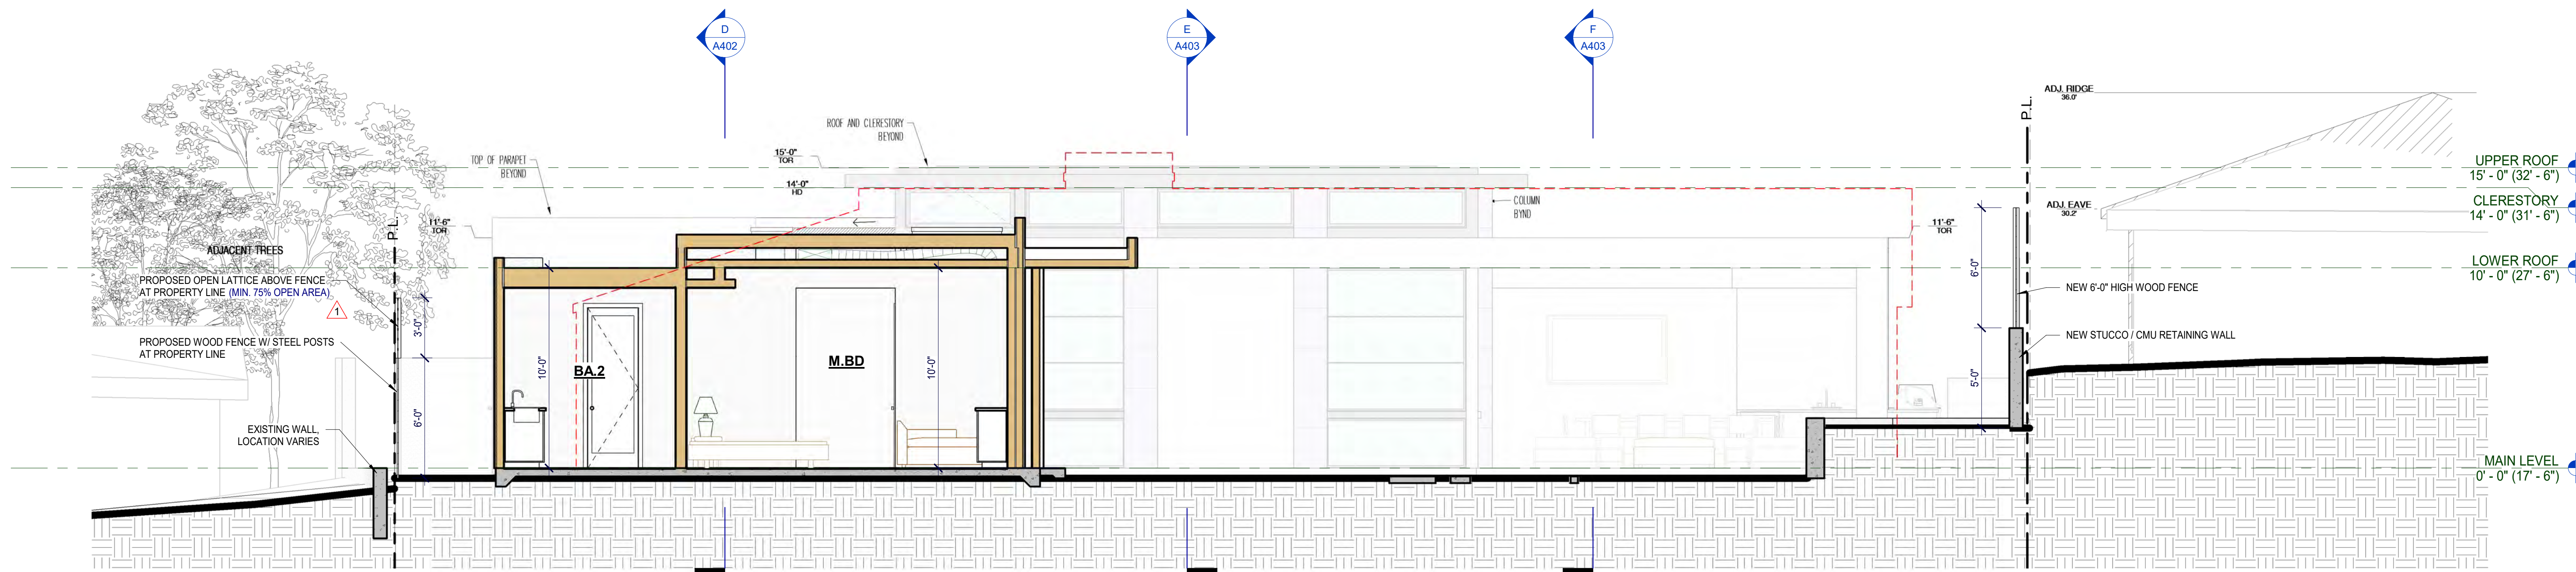 D
A402
E
A403
F
A403
ADJ. RIDGE
36.0'
P.L.
ROOF AND CLERESTORY
BEYOND
TOP OF PARAPET
BEYOND
15'-0"
TOR
14'-0"
HD
UPPER ROOF
15' - 0" (32' - 6")
CLERESTORY
14' - 0" (31' - 6")
COLUMN
BYND
ADJ. EAVE
30.2'
11'-6"
TOR
11'-6"
TOR
P.L.
ADJACENT TREES
PROPOSED OPEN LATTICE ABOVE FENCE
AT PROPERTY LINE (MIN. 75% OPEN AREA)
1
LOWER ROOF
10' - 0" (27' - 6")
6'-0"
NEW 6'-0" HIGH WOOD FENCE
3'-0"
PROPOSED WOOD FENCE W/ STEEL POSTS
AT PROPERTY LINE
NEW STUCCO / CMU RETAINING WALL
10'-0"
BA.2
M.BD
10'-0"
5'-0"
6'-0"
EXISTING WALL,
LOCATION VARIES
MAIN LEVEL
0' - 0" (17' - 6")